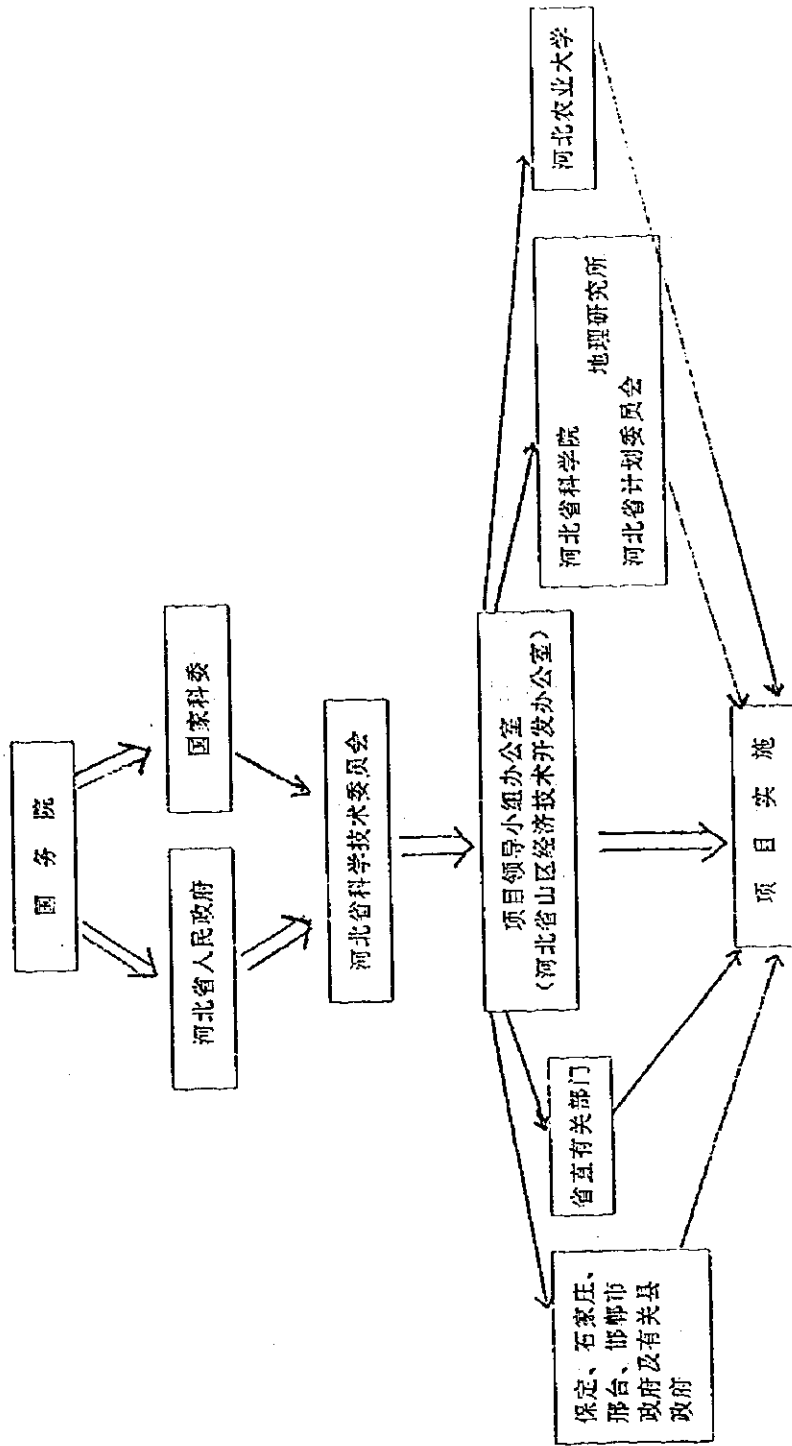 国务院
河北省人民政府
国家科委
河北省科学技术委员会
项目领导小组办公室
（河北省山区经济技术开发办公室）
保定、石家庄、
邢台、邯郸市
政府及有关县
政府
省直有关部门
河北省科学院
地理研究所
河北省计划委员会
河北农业大学
项目实施